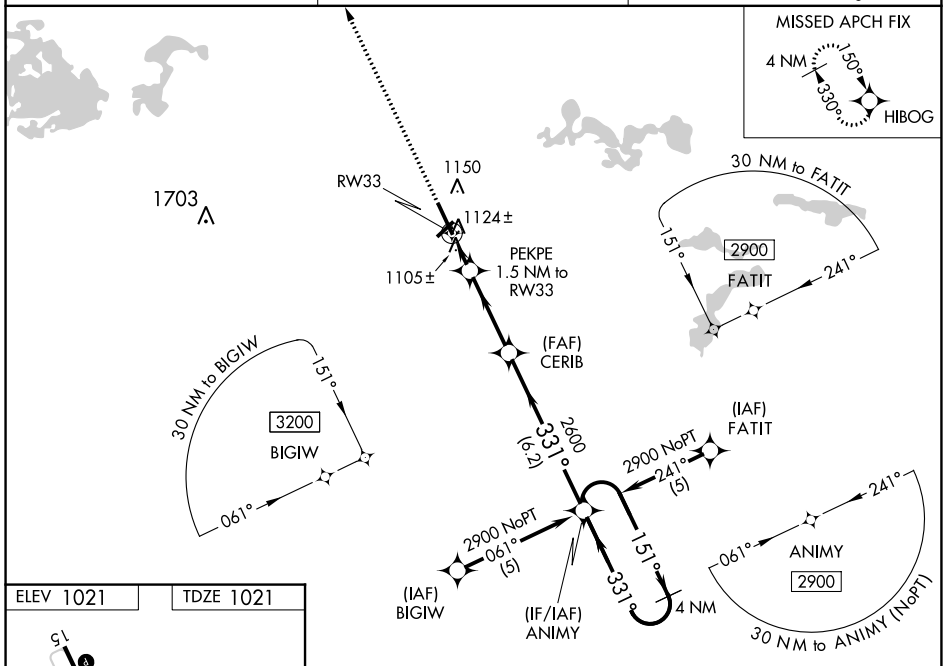 MISSED APCH FIX
4 NM
150°
330°
HIBOG
30 NM to FATIT
151°
2900
FATIT
241°
1703
RW33
1150
1124±
1105±
PEKPE
1.5 NM to
RW33
(FAF)
CERIB
30 NM to BIGIW
151°
3200
BIGIW
061°
2600
331°
(6.2)
(IAF)
FATIT
2900 NoPT
241°
(5)
2900 NoPT
061°
(5)
(IAF)
BIGIW
(IF/IAF)
ANIMY
331°
151°
4 NM
061°
241°
ANIMY
2900
30 NM to ANIMY (NoPT)
ELEV 1021
TDZE 1021
15
P